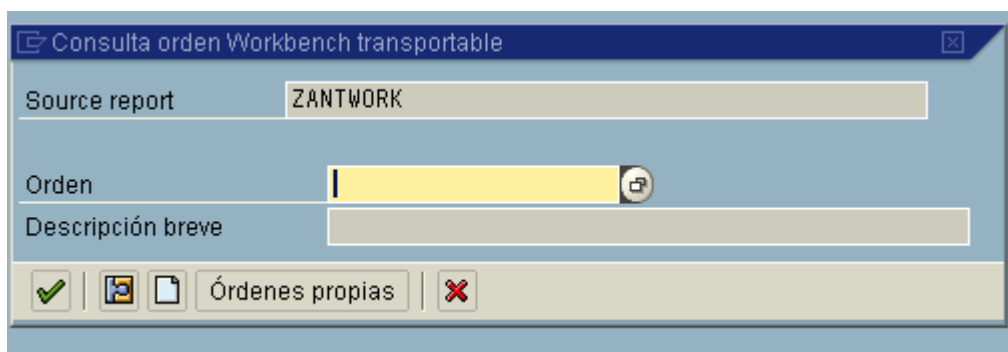 Consulta orden Workbench transportable
Source report ZANTWORK
Orden
Descripción breve
Órdenes propias